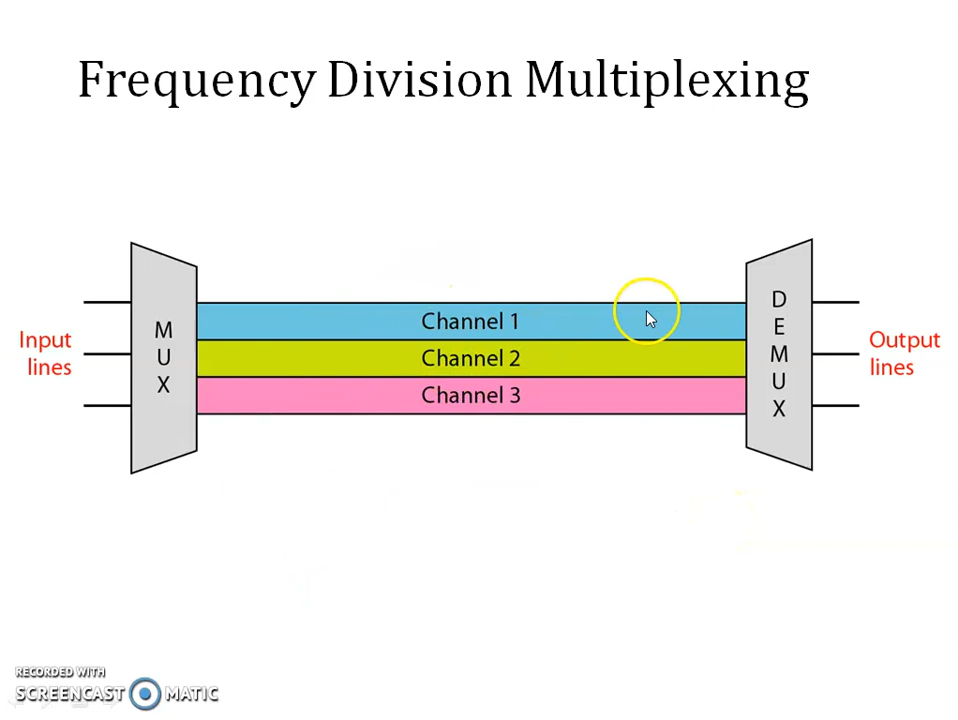 Frequency Division Multiplexing
Input
lines
M
U
X
Channel 1
Channel 2
Channel 3
D
E
M
U
X
Output
lines
RECORDED WITH
SCREENCAST MATIC